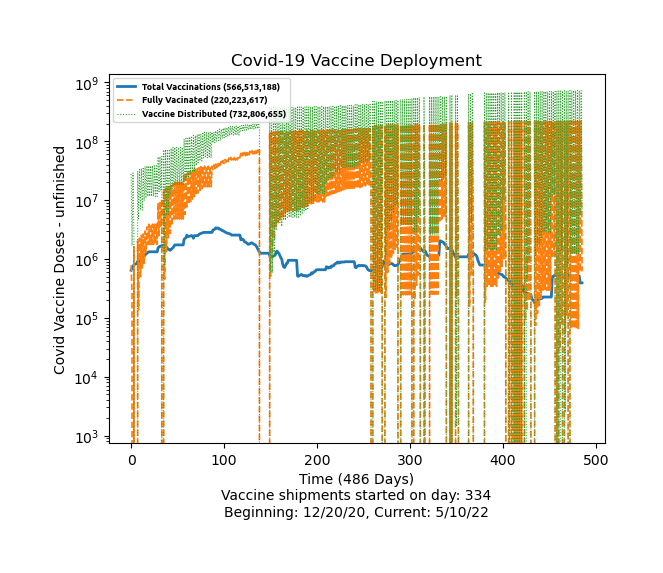 Covid-19 Vaccine Deployment
Total Vaccinations (566,513,188)
Fully Vacinated (220,223,617)
Vaccine Distributed (732,806,655)
Covid Vaccine Doses - unfinished
10⁹
10⁸
10⁷
10⁶
10⁵
10⁴
10³
0 100 200 300 400 500
Time (486 Days)
Vaccine shipments started on day: 334
Beginning: 12/20/20, Current: 5/10/22